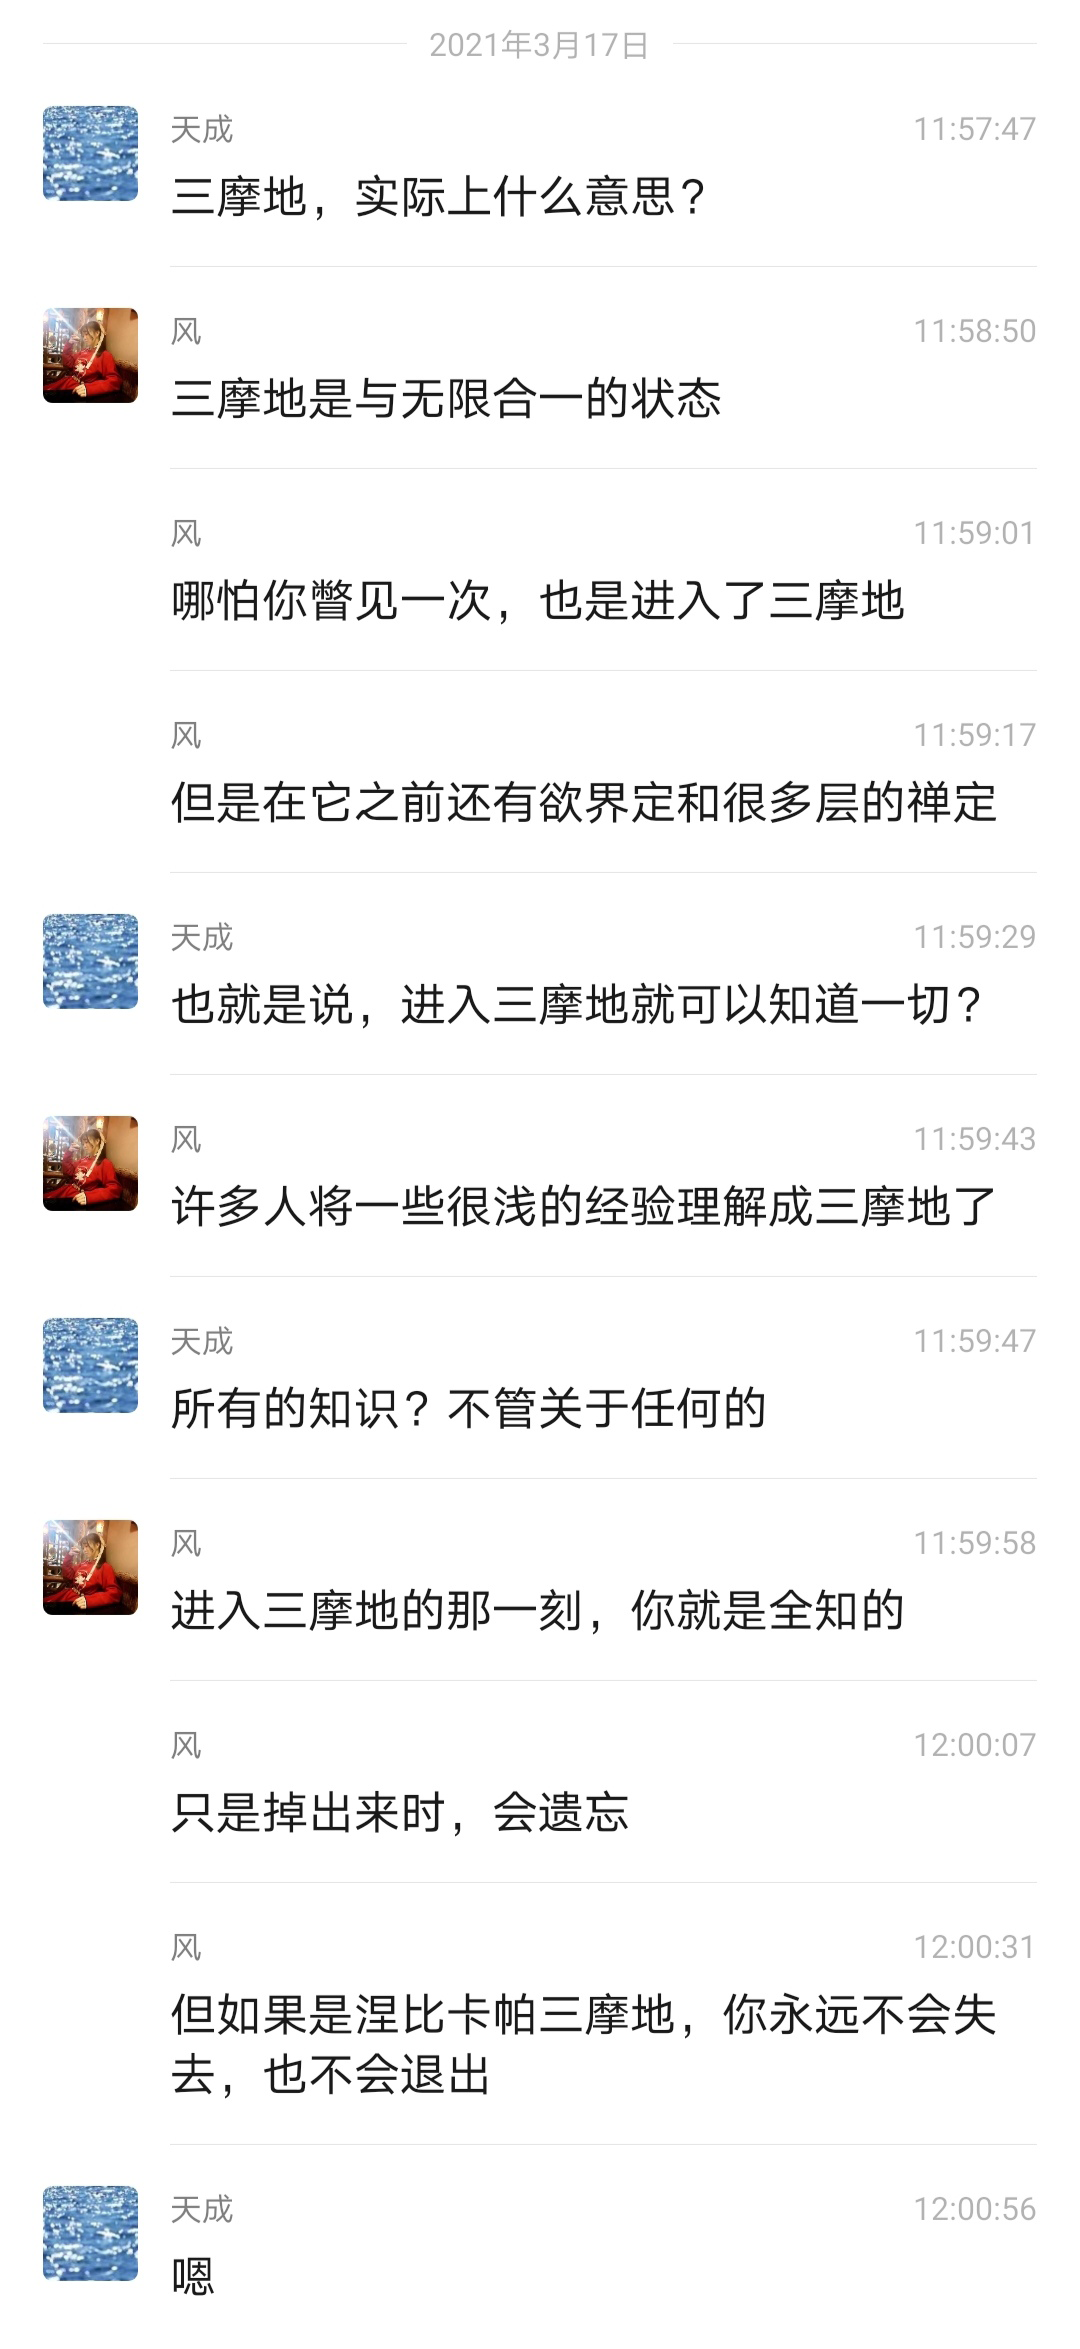 2021年3月17日
天成 11:57:47
三摩地，实际上什么意思？
风 11:58:50
三摩地是与无限合一的状态
风 11:59:01
哪怕你瞥见一次，也是进入了三摩地
风 11:59:17
但是在它之前还有欲界定和很多层的禅定
天成 11:59:29
也就是说，进入三摩地就可以知道一切？
风 11:59:43
许多人将一些很浅的经验理解成三摩地了
天成 11:59:47
所有的知识？不管关于任何的
风 11:59:58
进入三摩地的那一刻，你就是全知的
风 12:00:07
只是掉出来时，会遗忘
风 12:00:31
但如果是涅比卡帕三摩地，你永远不会失
去，也不会退出
天成 12:00:56
嗯